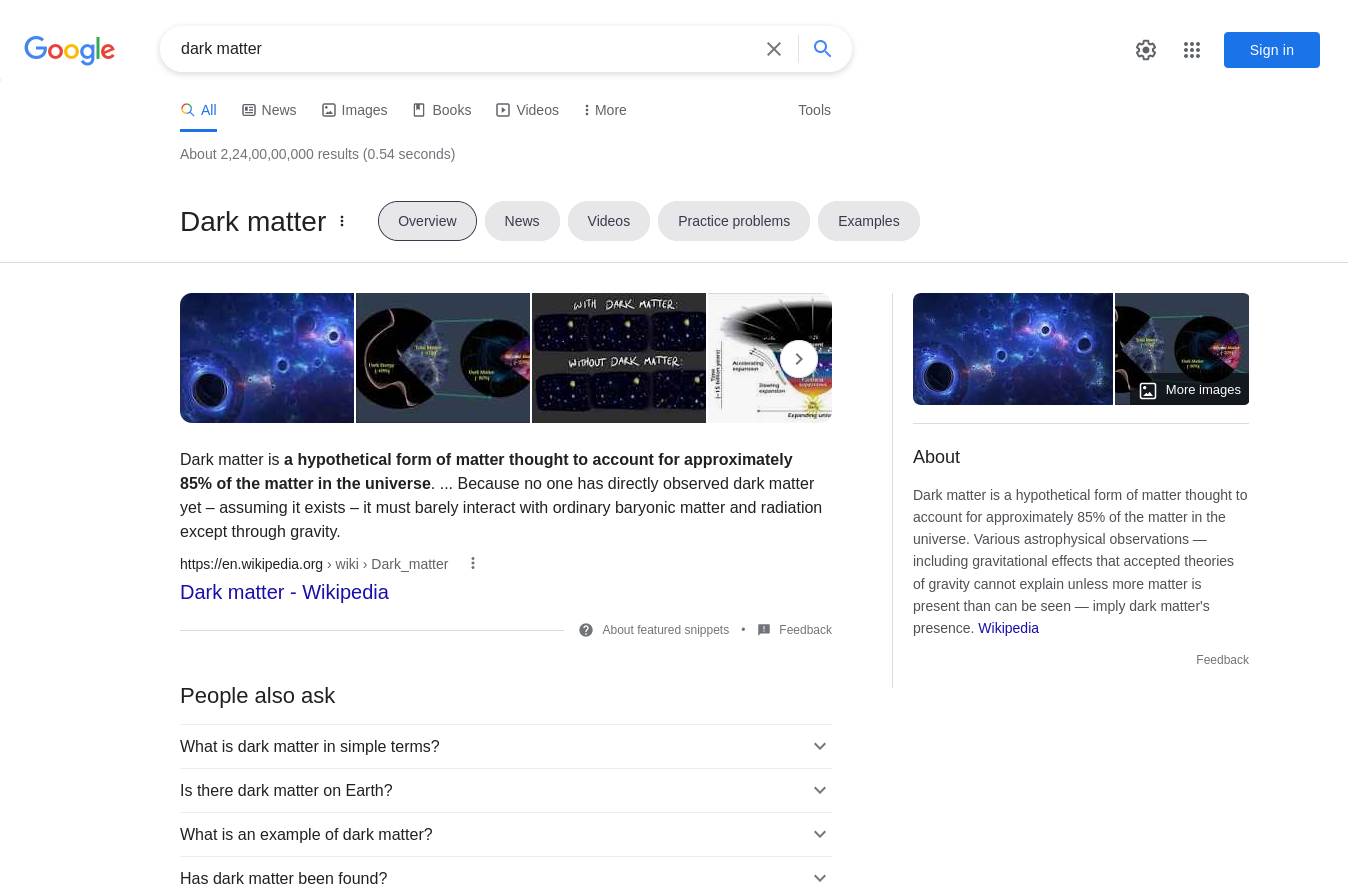 Google
dark matter
Sign in
All
News
Images
Books
Videos
More
Tools
About 2,24,00,00,000 results (0.54 seconds)
Dark matter
Overview
News
Videos
Practice problems
Examples
WITH DARK MATTER:
WITHOUT DARK MATTER:
Accelerating
expansion
Slowing
expansion
More images
Dark matter is a hypothetical form of matter thought to account for approximately
85% of the matter in the universe. ... Because no one has directly observed dark matter
yet – assuming it exists – it must barely interact with ordinary baryonic matter and radiation
except through gravity.
https://en.wikipedia.org › wiki › Dark_matter
Dark matter - Wikipedia
About featured snippets • Feedback
People also ask
What is dark matter in simple terms?
Is there dark matter on Earth?
What is an example of dark matter?
Has dark matter been found?
About
Dark matter is a hypothetical form of matter thought to
account for approximately 85% of the matter in the
universe. Various astrophysical observations —
including gravitational effects that accepted theories
of gravity cannot explain unless more matter is
present than can be seen — imply dark matter's
presence. Wikipedia
Feedback